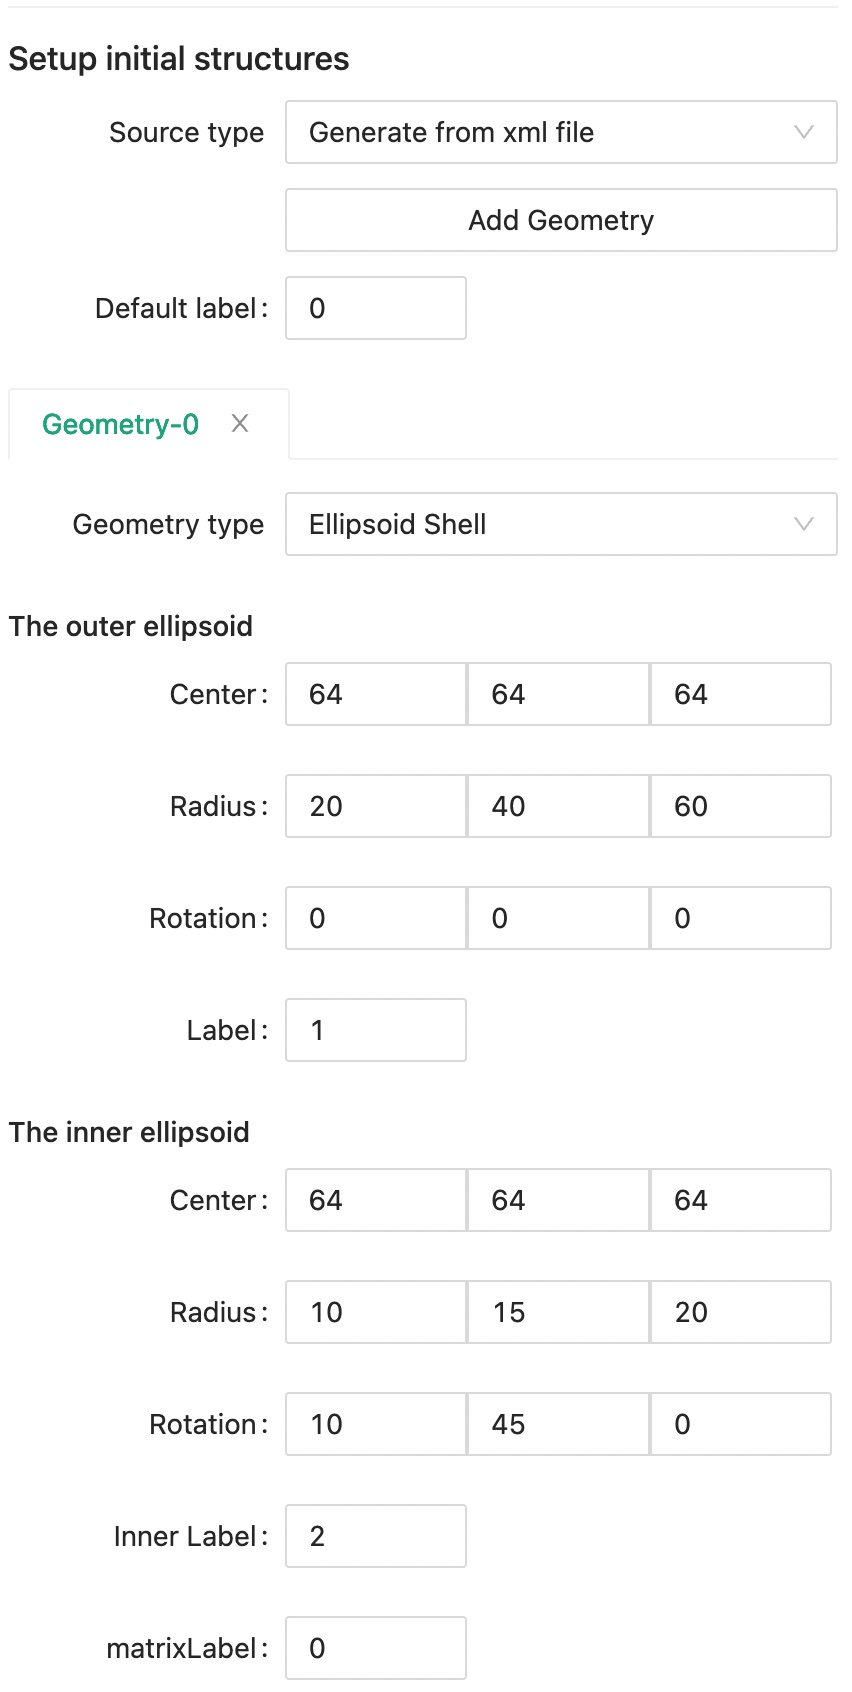 Setup initial structures
Source type Generate from xml file
Add Geometry
Default label: 0
Geometry-0
Geometry type Ellipsoid Shell
The outer ellipsoid
Center: 64 64 64
Radius: 20 40 60
Rotation: 0 0 0
Label: 1
The inner ellipsoid
Center: 64 64 64
Radius: 10 15 20
Rotation: 10 45 0
Inner Label: 2
matrixLabel: 0